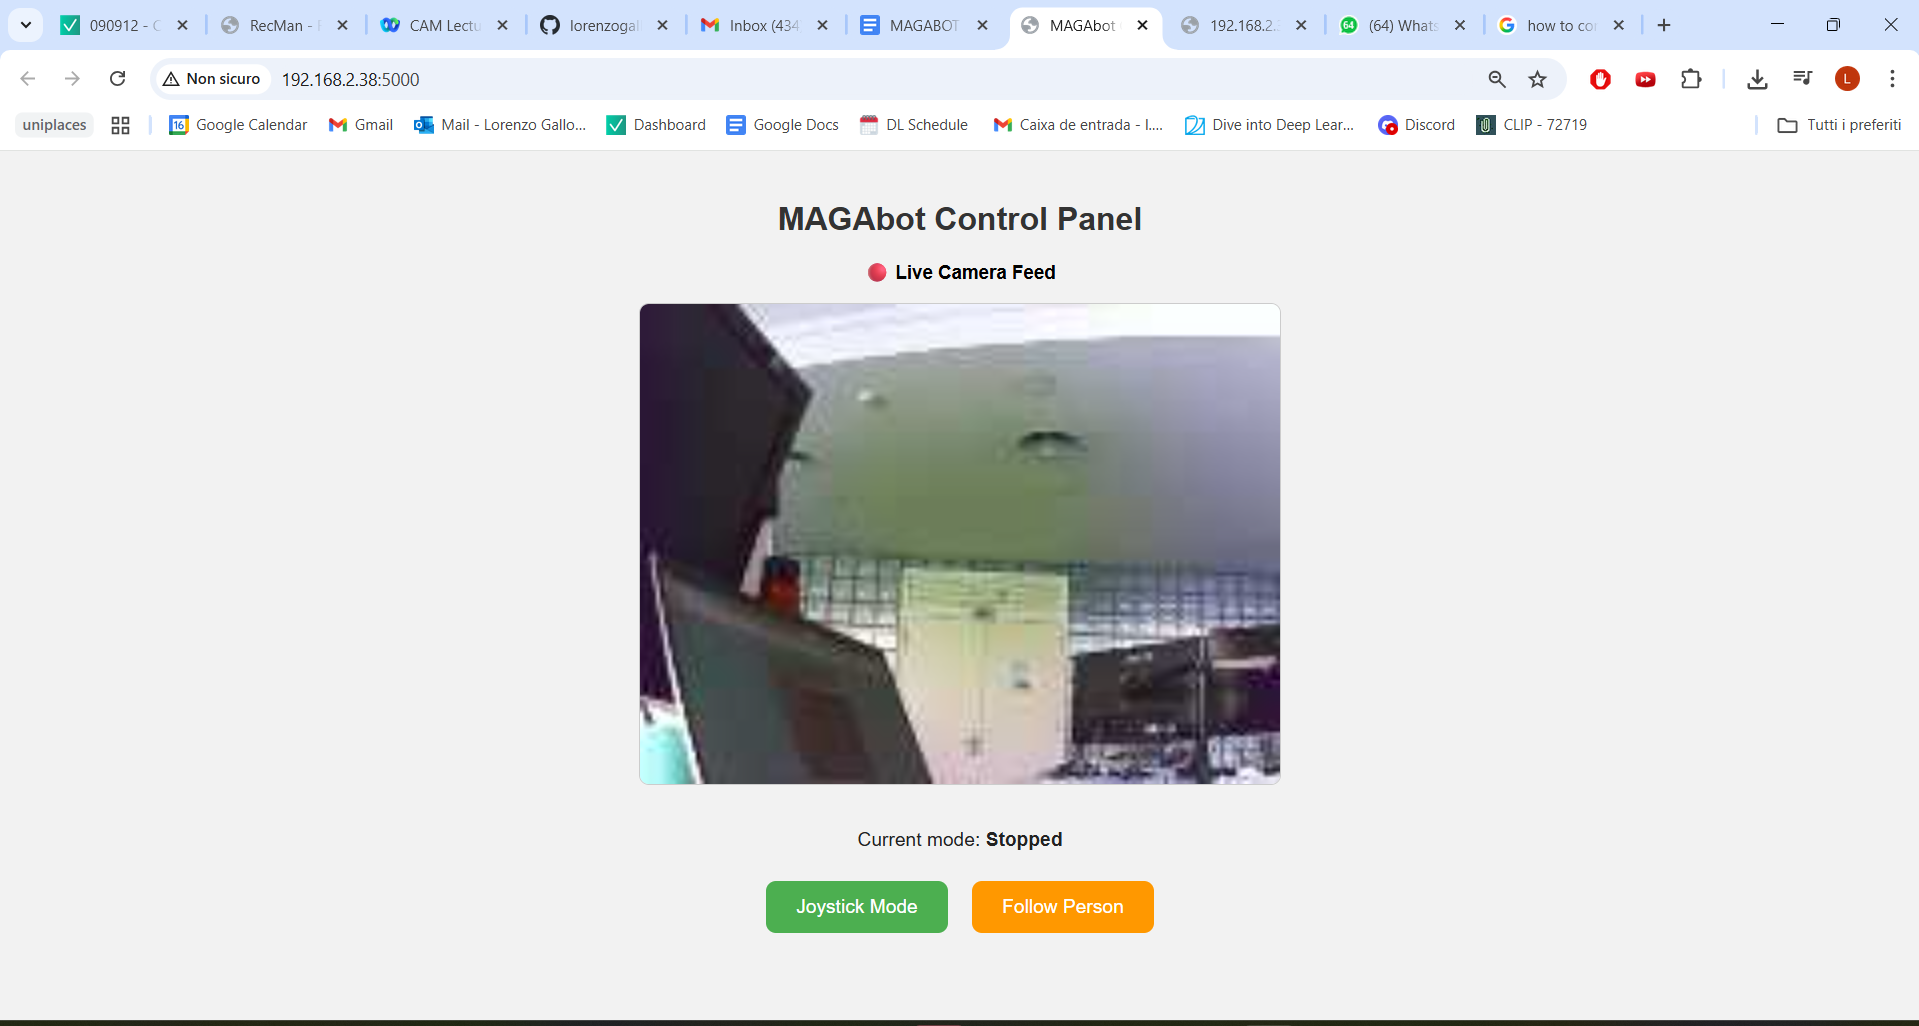 090912 - C
RecMan - F
CAM Lectu
lorenzogal
Inbox (434
MAGABOT
MAGAbot
192.168.2.
64
(64) Whats
how to co
Non sicuro
192.168.2.38:5000
L
uniplaces
16
Google Calendar
Gmail
Mail - Lorenzo Gallo...
Dashboard
Google Docs
DL Schedule
Caixa de entrada - l....
Dive into Deep Lear...
Discord
CLIP - 72719
Tutti i preferiti
MAGAbot Control Panel
Live Camera Feed
Current mode: Stopped
Joystick Mode
Follow Person